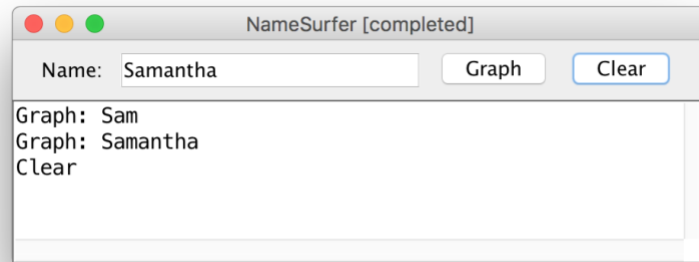 NameSurfer [completed]
Name: Samantha Graph Clear
Graph: Sam
Graph: Samantha
Clear